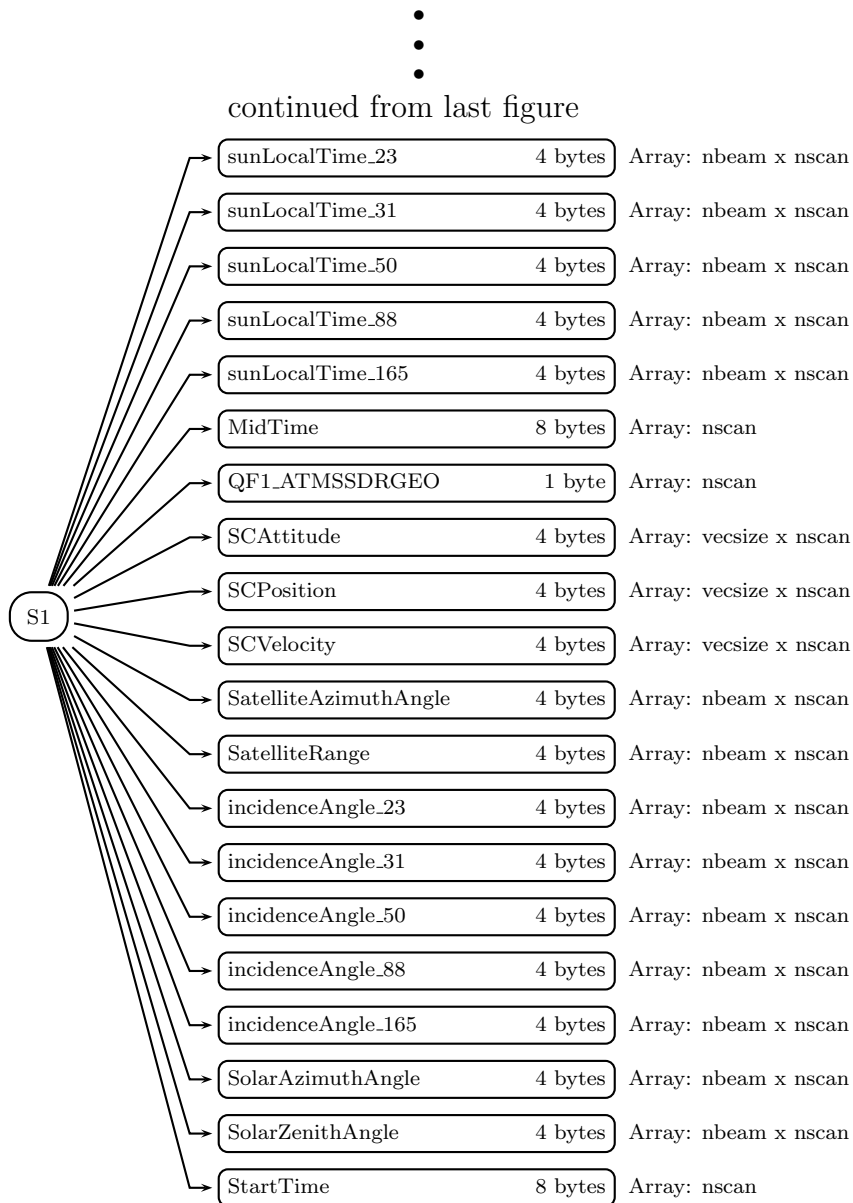 continued from last figure
sunLocalTime_23 4 bytes Array: nbeam x nscan
sunLocalTime_31 4 bytes Array: nbeam x nscan
sunLocalTime_50 4 bytes Array: nbeam x nscan
sunLocalTime_88 4 bytes Array: nbeam x nscan
sunLocalTime_165 4 bytes Array: nbeam x nscan
MidTime 8 bytes Array: nscan
QF1_ATMSSDRGEO 1 byte Array: nscan
SCAttitude 4 bytes Array: vecsize x nscan
SCPosition 4 bytes Array: vecsize x nscan
S1
SCVelocity 4 bytes Array: vecsize x nscan
SatelliteAzimuthAngle 4 bytes Array: nbeam x nscan
SatelliteRange 4 bytes Array: nbeam x nscan
incidenceAngle_23 4 bytes Array: nbeam x nscan
incidenceAngle_31 4 bytes Array: nbeam x nscan
incidenceAngle_50 4 bytes Array: nbeam x nscan
incidenceAngle_88 4 bytes Array: nbeam x nscan
incidenceAngle_165 4 bytes Array: nbeam x nscan
SolarAzimuthAngle 4 bytes Array: nbeam x nscan
SolarZenithAngle 4 bytes Array: nbeam x nscan
StartTime 8 bytes Array: nscan